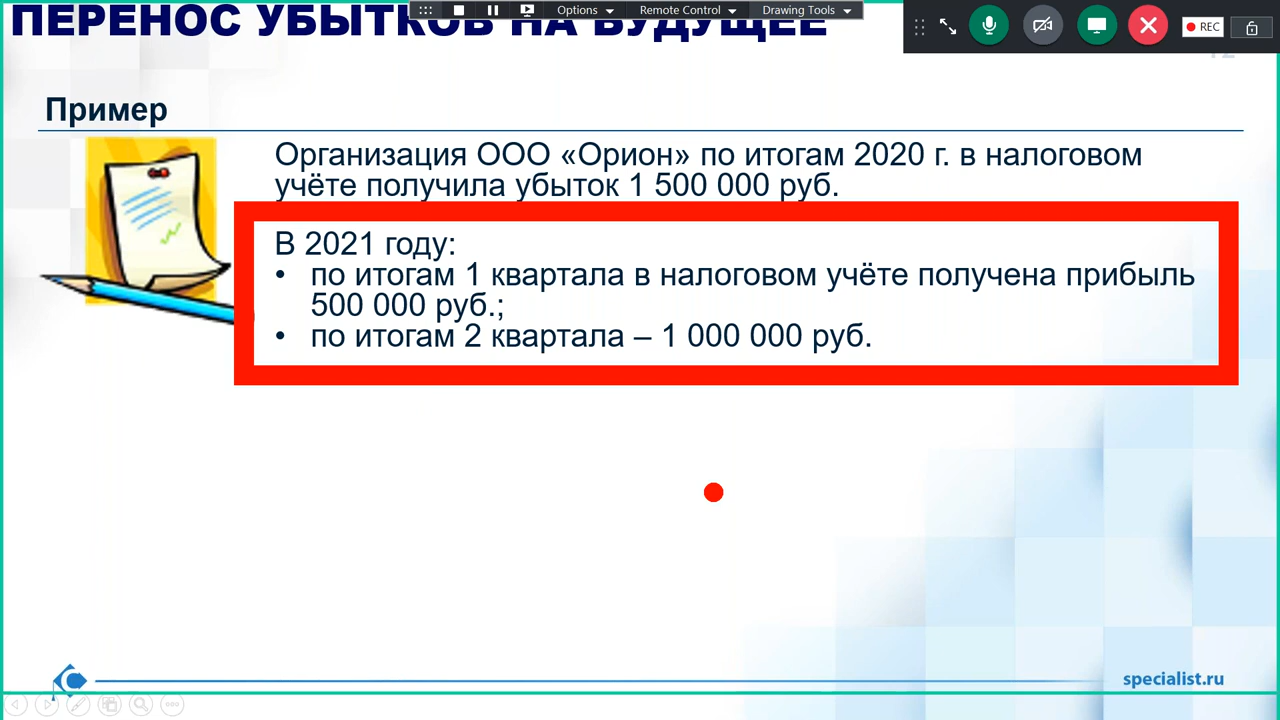 ПЕРЕНОС УБЫТКОВ НА БУДУЩЕЕ
Options
Remote Control
Drawing Tools
REC
Пример
Организация ООО «Орион» по итогам 2020 г. в налоговом
учёте получила убыток 1 500 000 руб.
В 2021 году:
• по итогам 1 квартала в налоговом учёте получена прибыль
500 000 руб.;
• по итогам 2 квартала – 1 000 000 руб.
specialist.ru